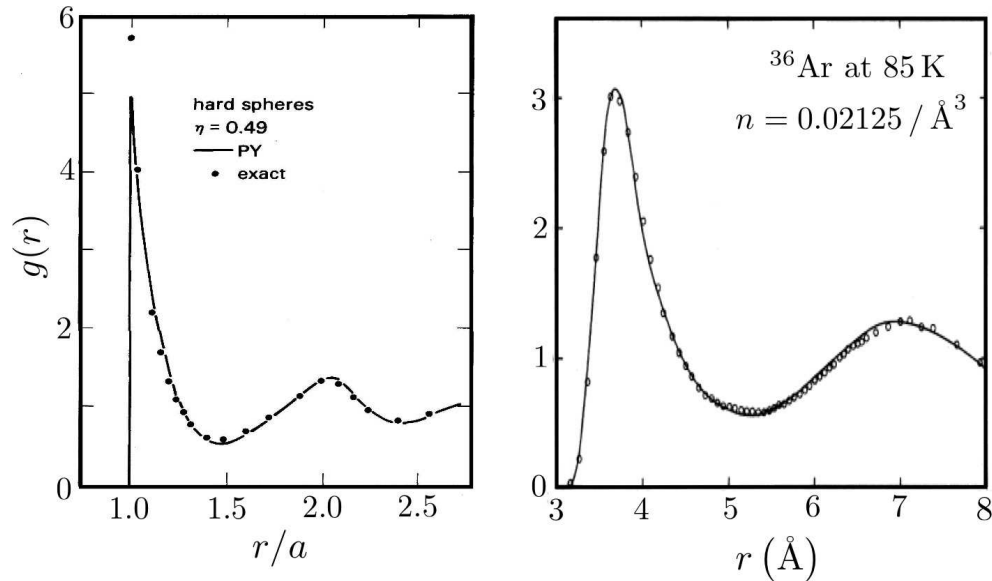 6
4
2
0
g(r)
hard spheres
η = 0.49
PY
exact
1.0
1.5
2.0
2.5
r/a
3
2
1
0
³⁶Ar at 85 K
n = 0.02125 / Å³
3
4
5
6
7
8
r (Å)